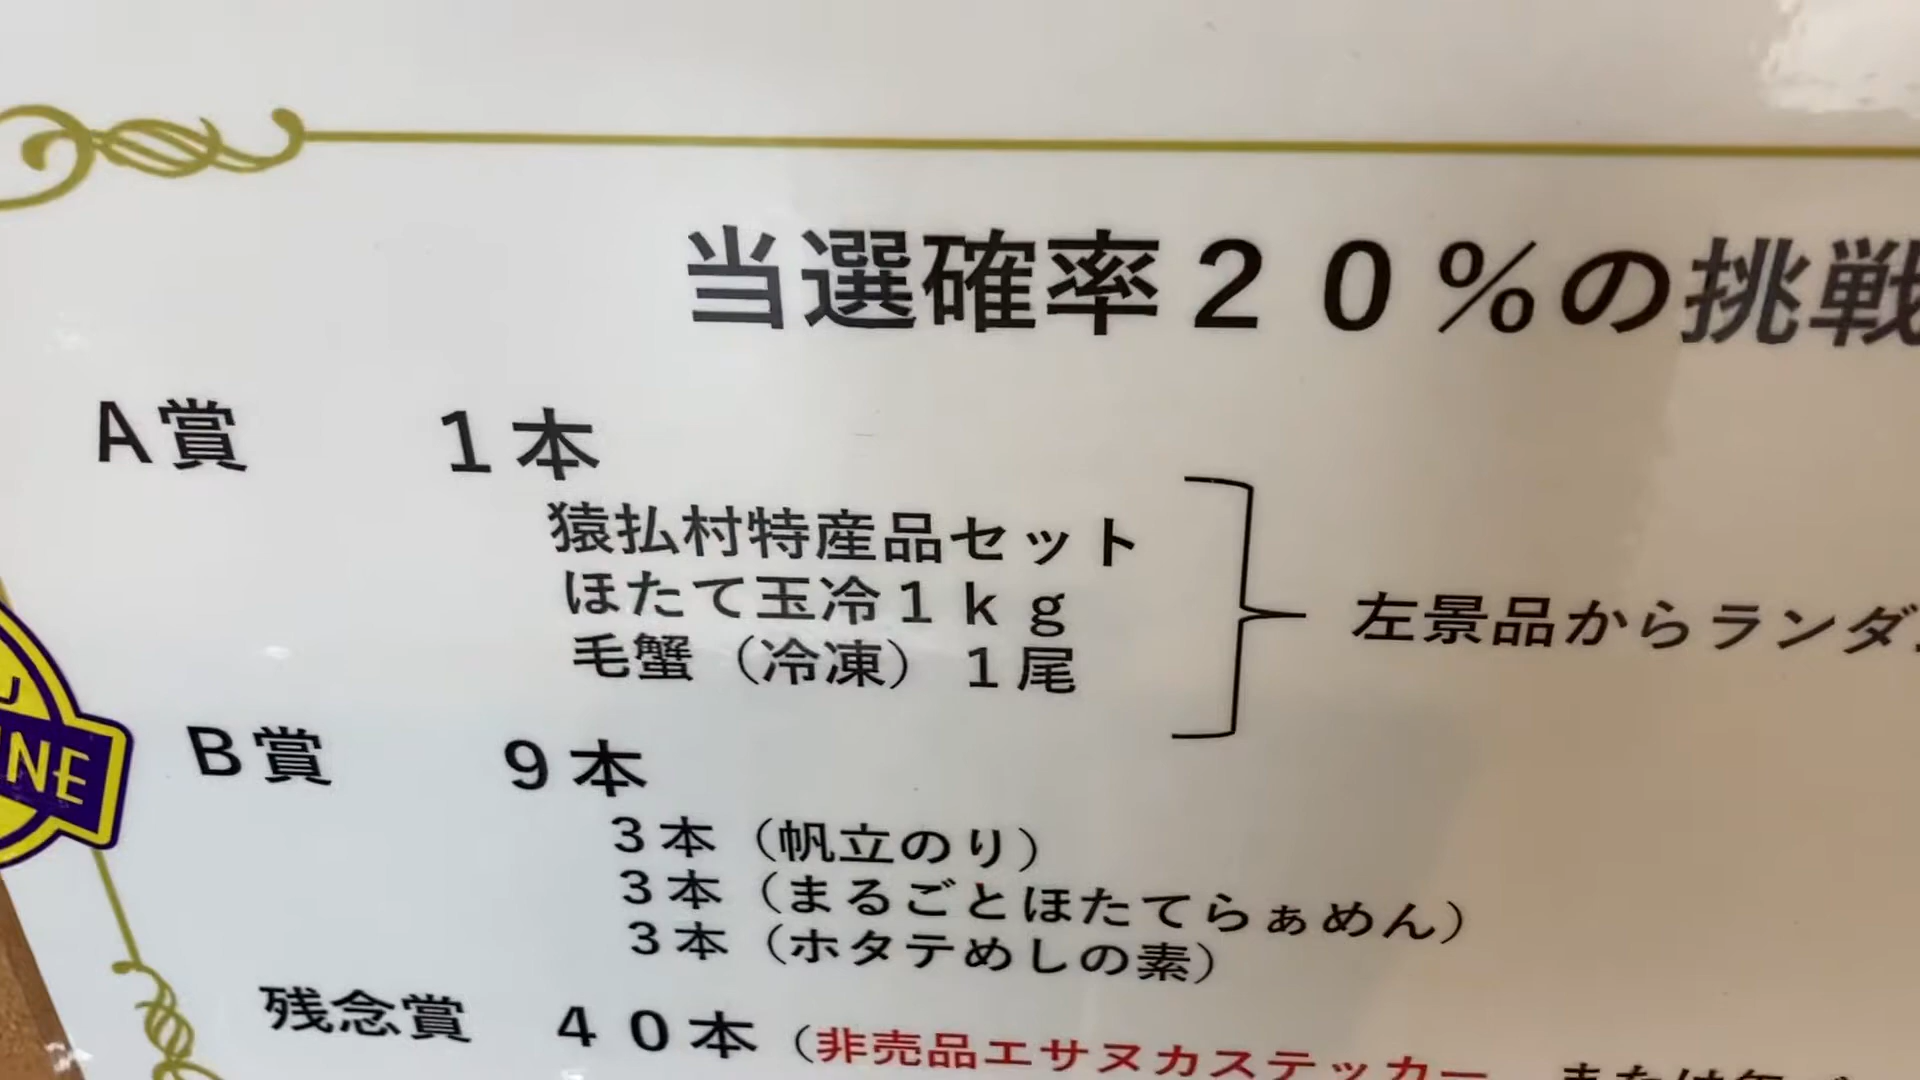 当選確率２０％の挑戦
A賞 1本
猿払村特産品セット
ほたて玉冷１ｋｇ
毛蟹（冷凍）１尾
左景品からランダ
B賞 9本
3本（帆立のり）
3本（まるごとほたてらぁめん）
3本（ホタテめしの素）
残念賞 ４０本（非売品エサヌカステッカー
INE